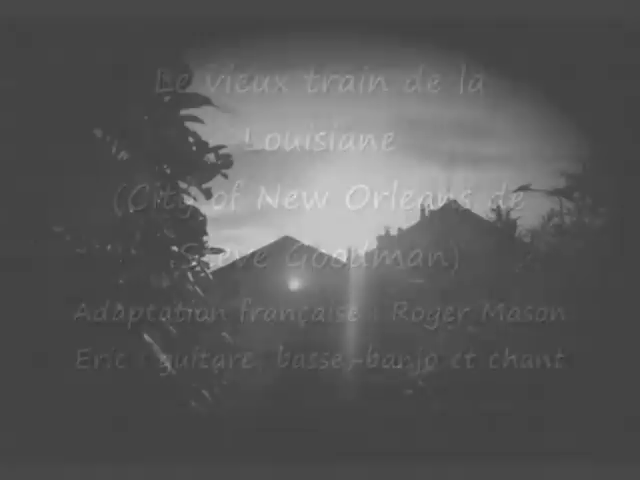 Le vieux train de la
Louisiane
(City of New Orleans de
Steve Goodman)
Adaptation française : Roger Mason
Eric : guitare, basse, banjo et chant